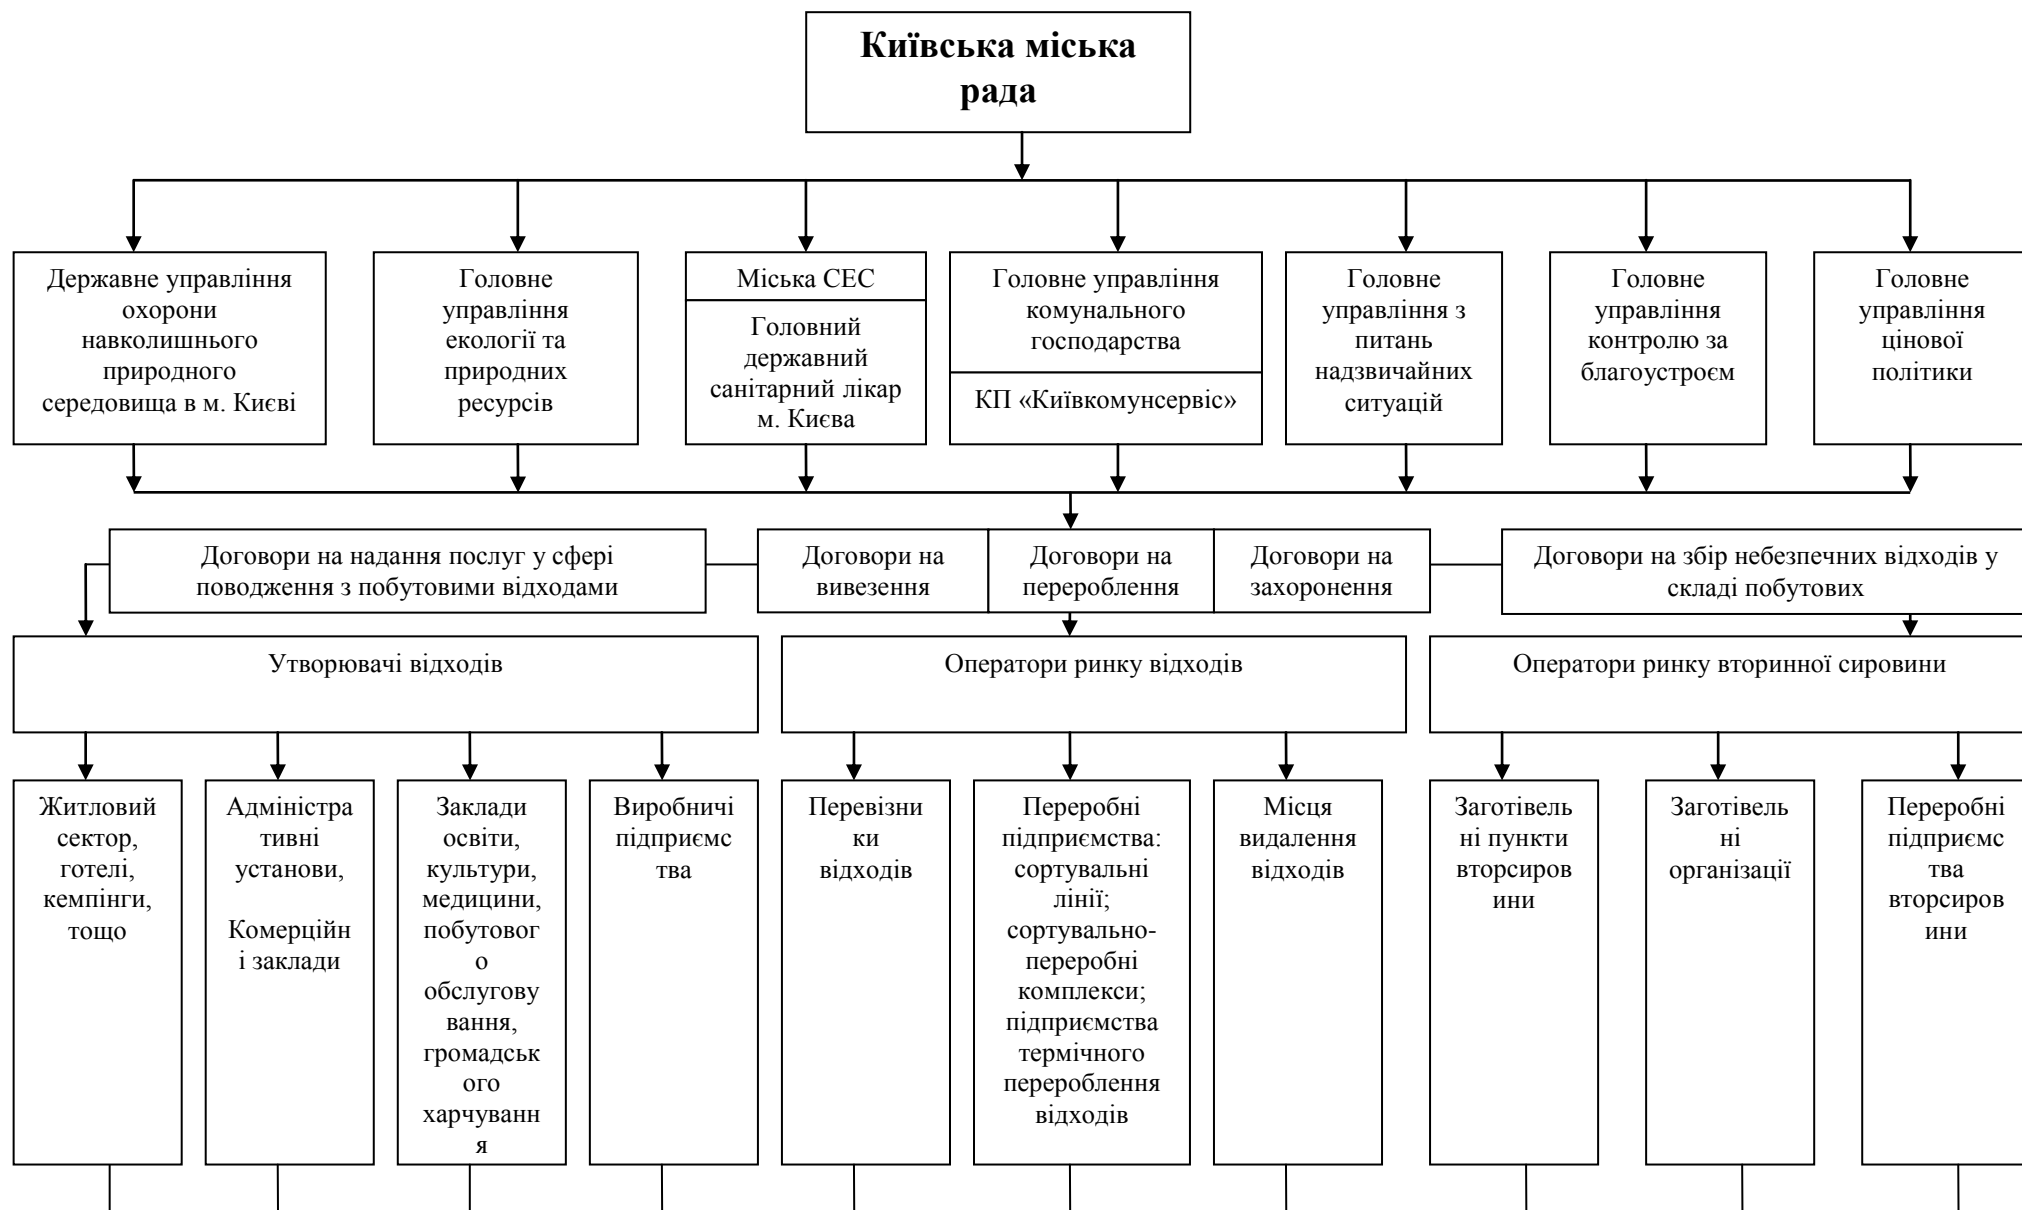 Київська міська
рада
Державне управління
охорони
навколишнього
природного
середовища в м. Києві
Головне
управління
екології та
природних
ресурсів
Міська СЕС
Головний
державний
санітарний лікар
м. Києва
Головне управління
комунального
господарства
КП «Київкомунсервіс»
Головне
управління з
питань
надзвичайних
ситуацій
Головне
управління
контролю за
благоустроєм
Головне
управління
цінової
політики
Договори на надання послуг у сфері
поводження з побутовими відходами
Договори на
вивезення
Договори на
перероблення
Договори на
захоронення
Договори на збір небезпечних відходів у
складі побутових
Утворювачі відходів
Оператори ринку відходів
Оператори ринку вторинної сировини
Житловий
сектор,
готелі,
кемпінги,
тощо
Адміністра
тивні
установи,
Комерційн
і заклади
Заклади
освіти,
культури,
медицини,
побутовог
о
обслугову
вання,
громадськ
ого
харчуванн
я
Виробничі
підприємс
тва
Перевізни
ки
відходів
Переробні
підприємства:
сортувальні
лінії;
сортувально-
переробні
комплекси;
підприємства
термічного
перероблення
відходів
Місця
видалення
відходів
Заготівель
ні пункти
вторсиров
ини
Заготівель
ні
організації
Переробні
підприємс
тва
вторсиров
ини